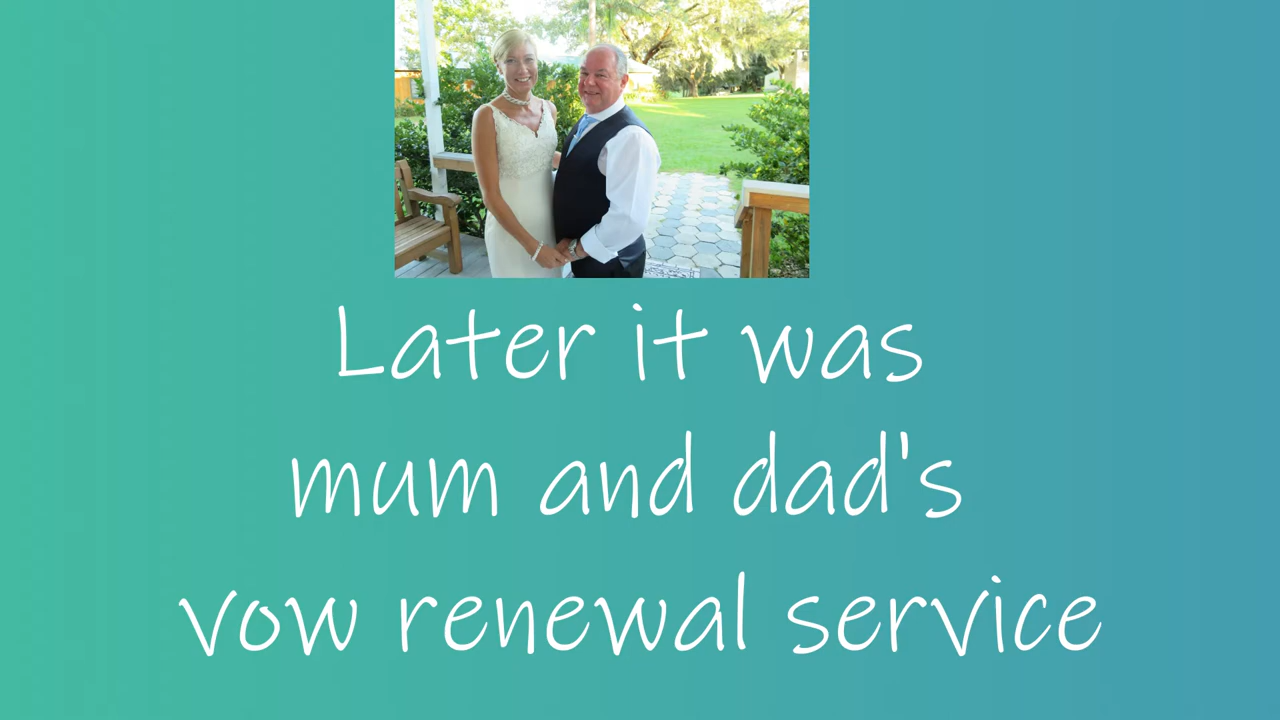 Later it was
mum and dad's
vow renewal service